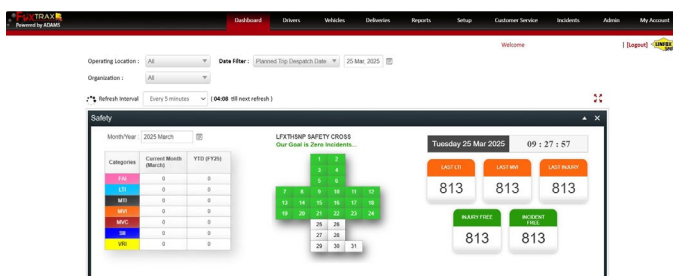 FyxTRAX
Powered by ADAMS
Dashboard Drivers Vehicles Deliveries Reports Setup Customer Service Incidents Admin My Account
Welcome | [Logout] LINFOX
Operating Location : All Date Filter : Planned Trip Despatch Date 25 Mar, 2025
Organization : All
Refresh Interval Every 5 minutes ( 04:08 till next refresh )
Safety
Month/Year : 2025 March
LFXTHSNP SAFETY CROSS
Our Goal is Zero Incidents...
Tuesday 25 Mar 2025 09 : 27 : 57
Categories Current Month (March) YTD (FY25)
FAI 0 0
LTI 0 0
MTI 0 0
MVI 0 0
MVC 0 0
SB 0 0
VRI 0 0
1 2
3 4
5 6
7 8 9 10 11 12
13 14 15 16 17 18
19 20 21 22 23 24
25 26
27 28
29 30 31
LAST LTI LAST MVI LAST INJURY
813 813 813
INJURY FREE INCIDENT FREE
813 813